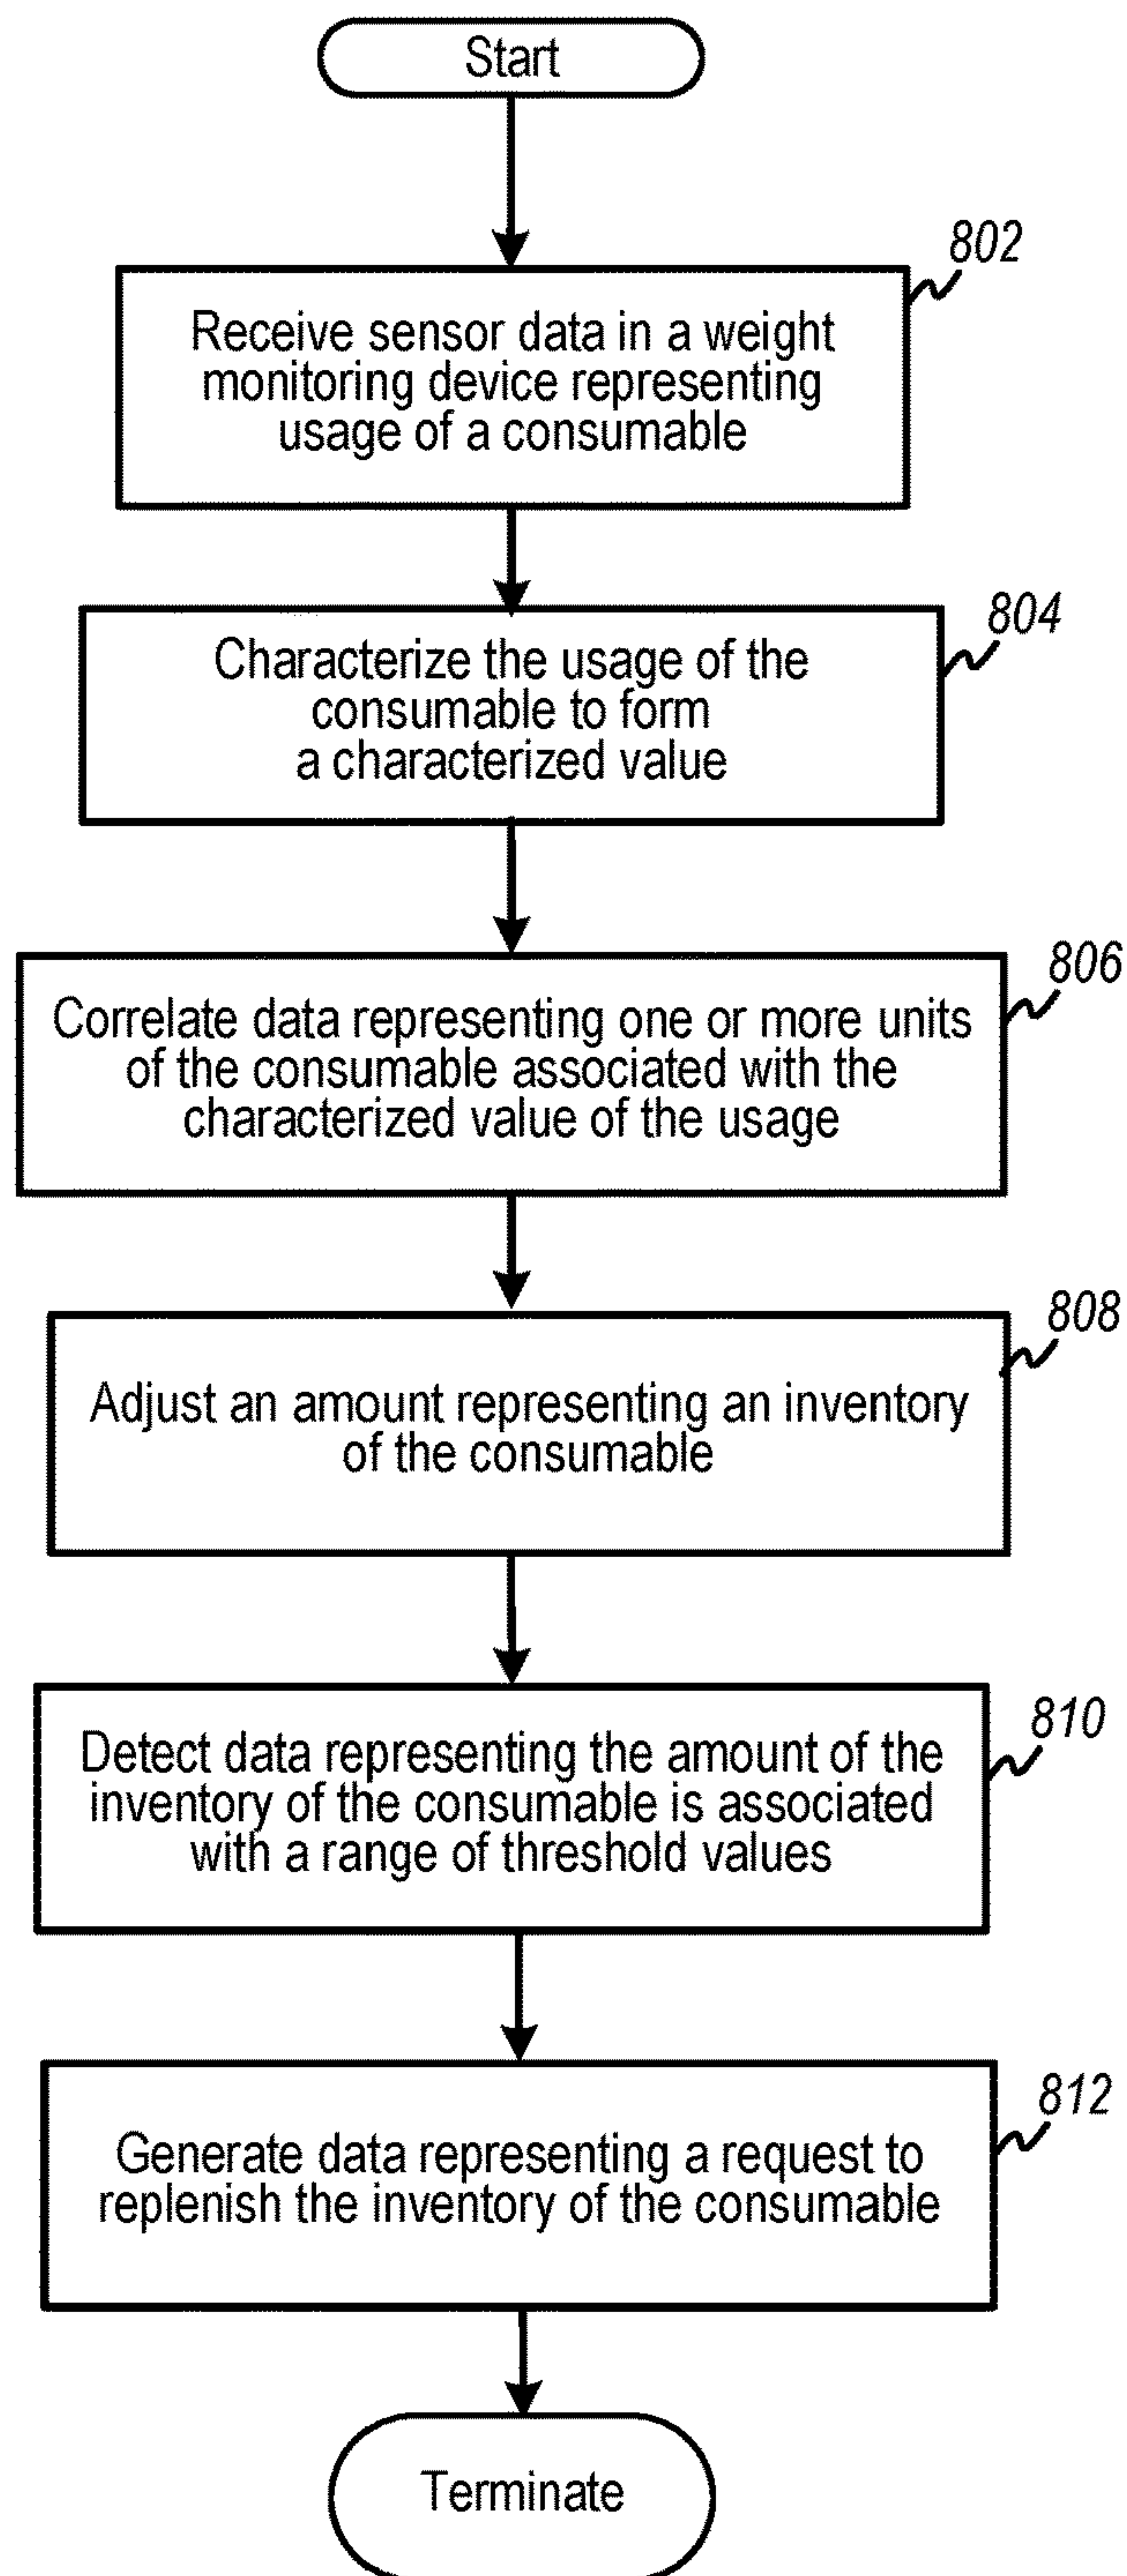 Start
802
Receive sensor data in a weight
monitoring device representing
usage of a consumable
804
Characterize the usage of the
consumable to form
a characterized value
806
Correlate data representing one or more units
of the consumable associated with the
characterized value of the usage
808
Adjust an amount representing an inventory
of the consumable
810
Detect data representing the amount of the
inventory of the consumable is associated
with a range of threshold values
812
Generate data representing a request to
replenish the inventory of the consumable
Terminate